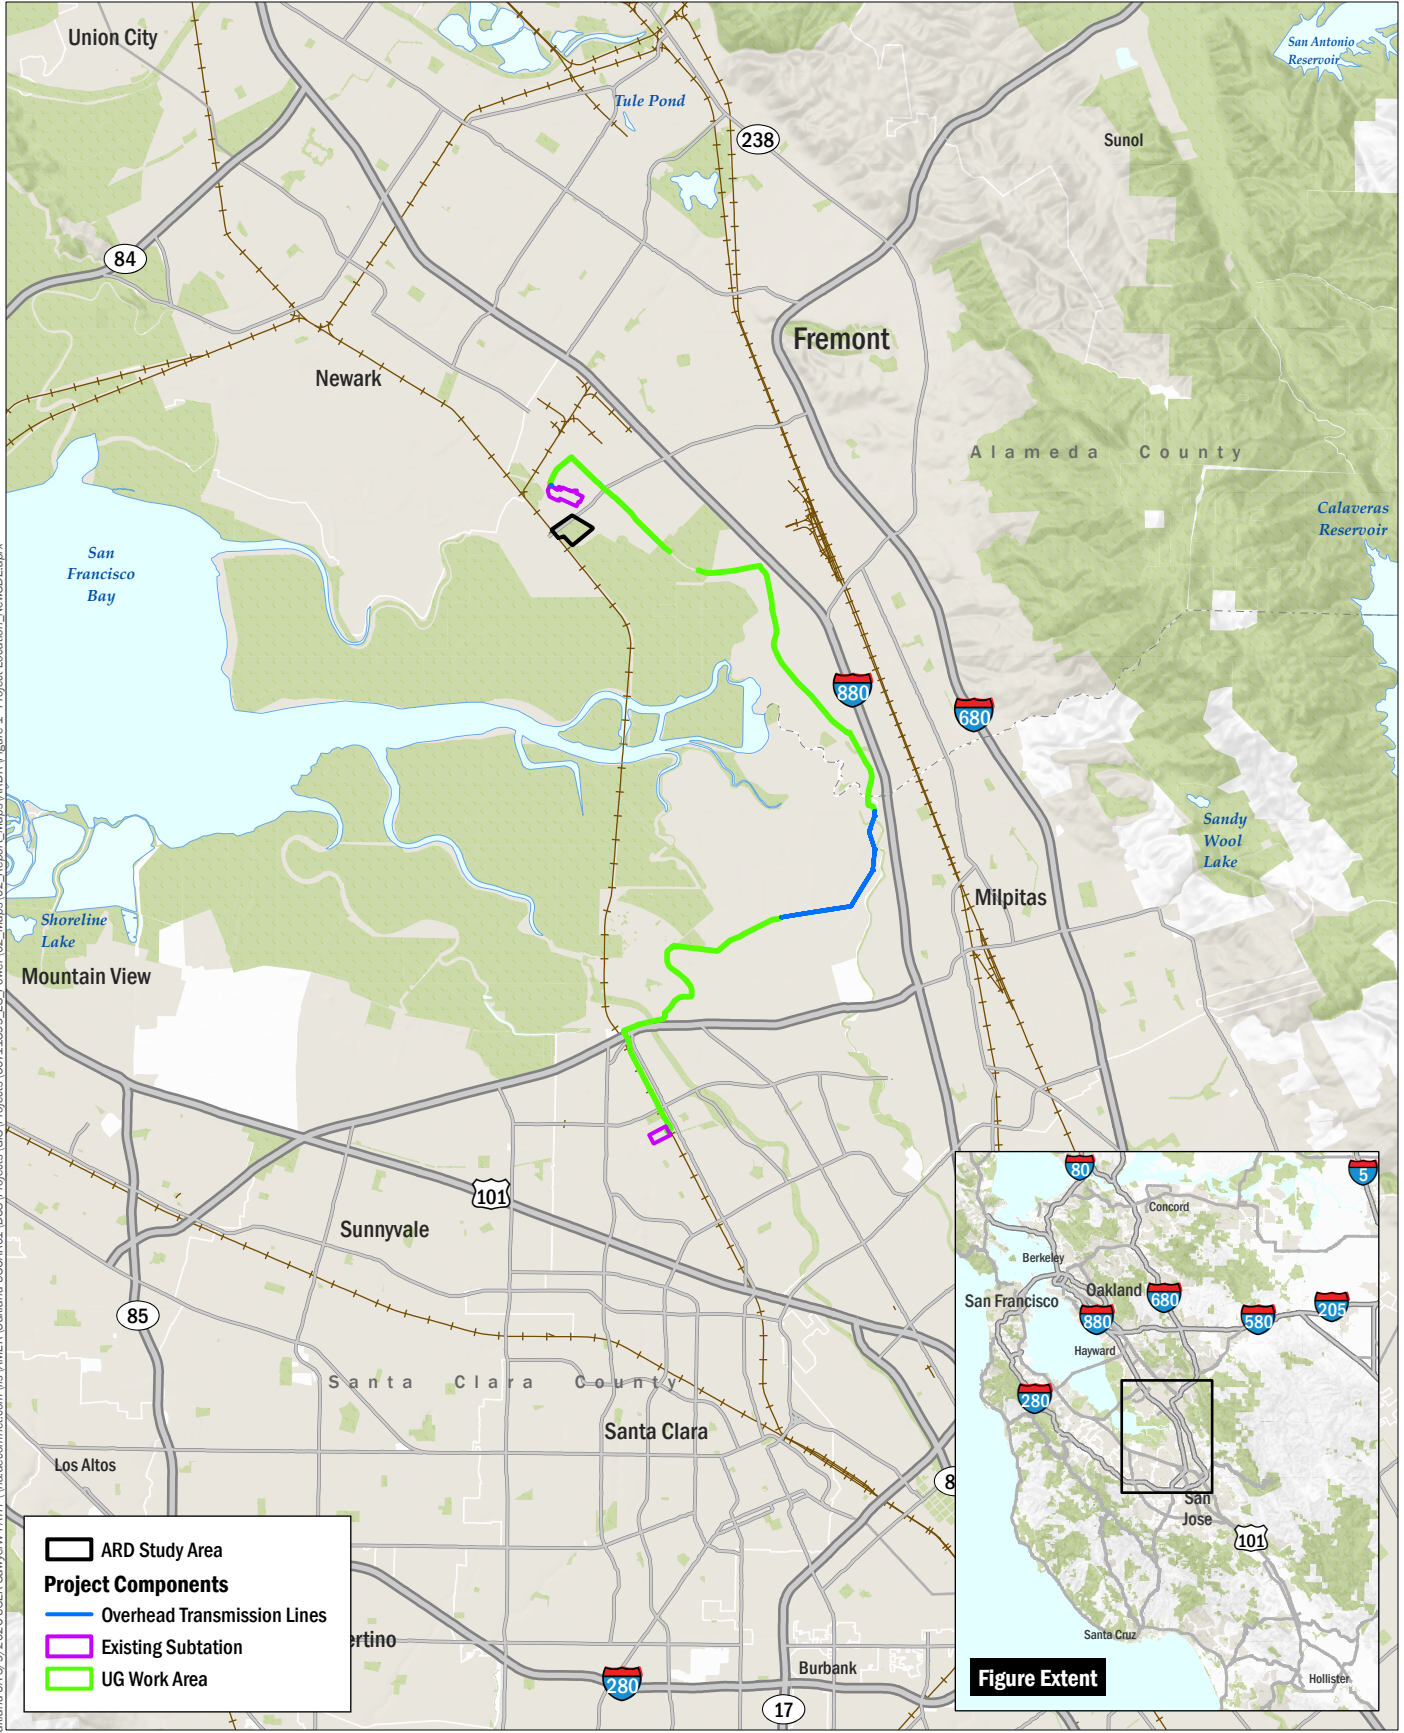 Union City
San Antonio
Reservoir
Tule Pond
238
Sunol
84
Fremont
Newark
Alameda County
Calaveras
Reservoir
San
Francisco
Bay
880
680
Sandy
Wool
Lake
Milpitas
Shoreline
Lake
Mountain View
101
Sunnyvale
85
Santa Clara County
Santa Clara
Los Altos
8
ertino
Burbank
280
17
ARD Study Area
Project Components
Overhead Transmission Lines
Existing Subtation
UG Work Area
80
5
Concord
Berkeley
Oakland
San Francisco
680
880
580
205
Hayward
280
San
Jose
101
Santa Cruz
Hollister
Figure Extent